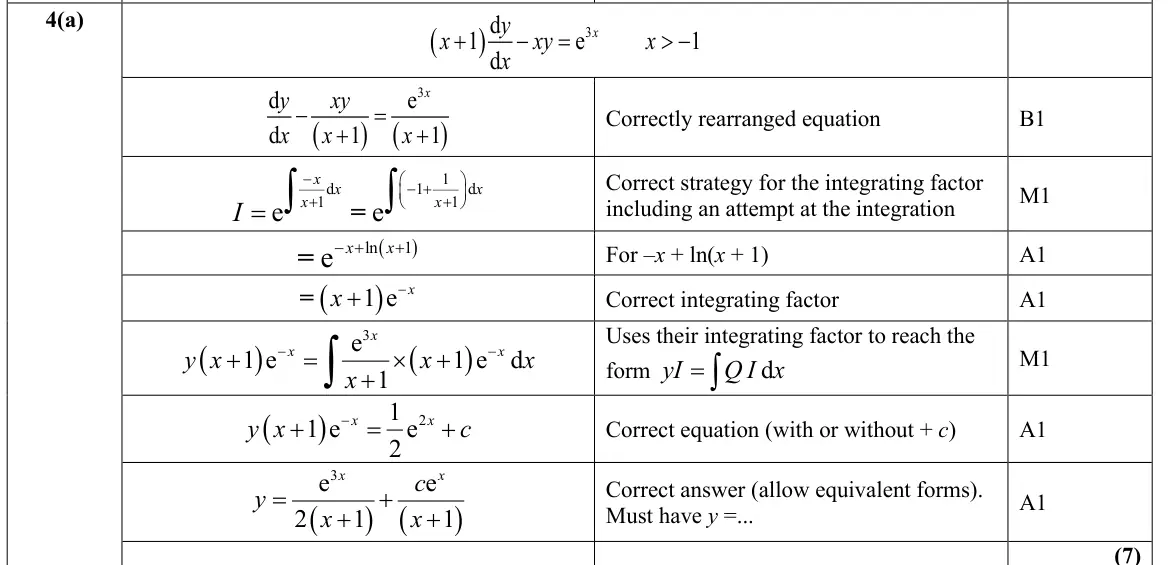 4(a)
(x+1) dy/dx − xy = e^{3x}    x > −1
dy/dx − xy/(x+1) = e^{3x}/(x+1)
Correctly rearranged equation
B1
I = e^{∫ −x/(x+1) dx} = e^{∫(−1 + 1/(x+1)) dx}
Correct strategy for the integrating factor
including an attempt at the integration
M1
= e^{−x+ln(x+1)}
For –x + ln(x + 1)
A1
= (x+1)e^{−x}
Correct integrating factor
A1
y(x+1)e^{−x} = ∫ e^{3x}/(x+1) × (x+1)e^{−x} dx
Uses their integrating factor to reach the
form yI = ∫QI dx
M1
y(x+1)e^{−x} = 1/2 e^{2x} + c
Correct equation (with or without + c)
A1
y = e^{3x}/(2(x+1)) + ce^{x}/(x+1)
Correct answer (allow equivalent forms).
Must have y =...
A1
(7)